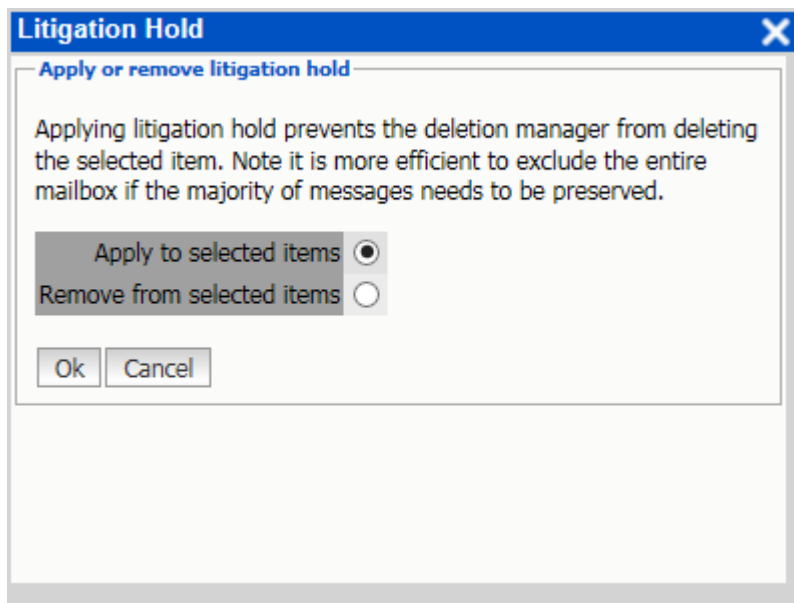 Litigation Hold
Apply or remove litigation hold
Applying litigation hold prevents the deletion manager from deleting
the selected item. Note it is more efficient to exclude the entire
mailbox if the majority of messages needs to be preserved.
Apply to selected items
Remove from selected items
Ok Cancel